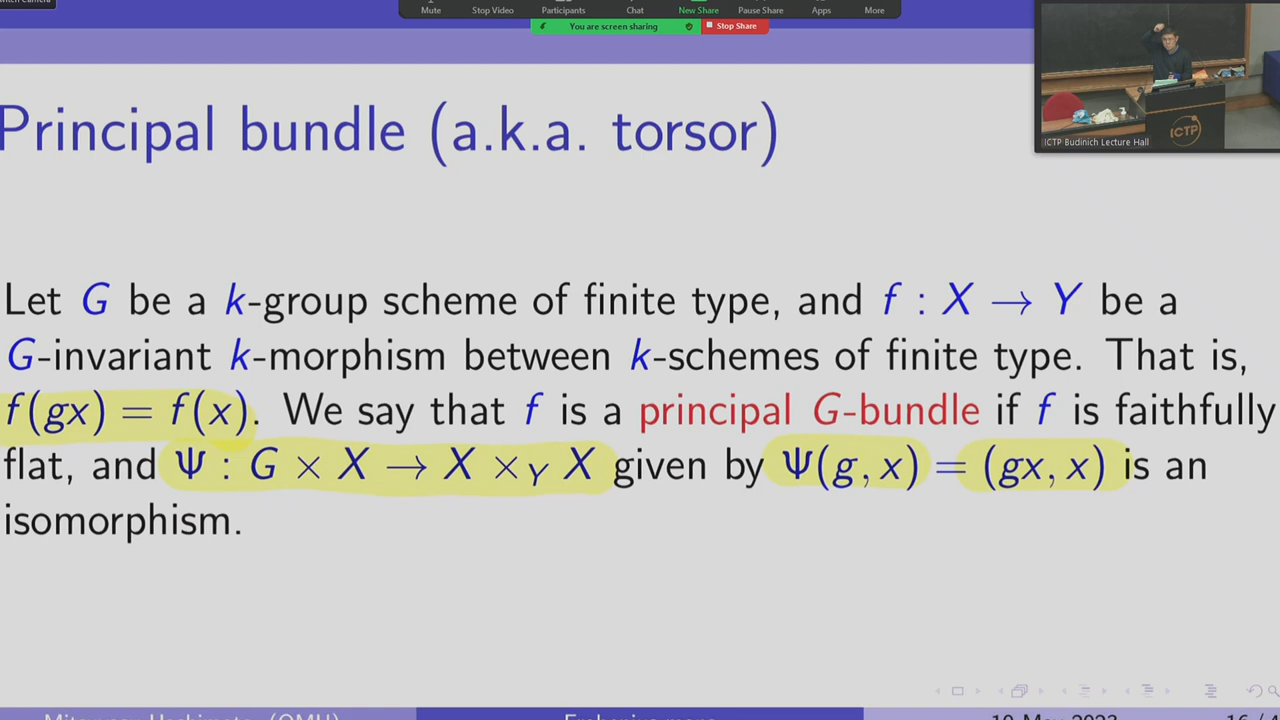 Mute Stop Video Participants Chat New Share Pause Share Apps More
You are screen sharing Stop Share
ICTP
ICTP Budinich Lecture Hall
Principal bundle (a.k.a. torsor)
Let G be a k-group scheme of finite type, and f : X → Y be a
G-invariant k-morphism between k-schemes of finite type. That is,
f(gx) = f(x). We say that f is a principal G-bundle if f is faithfully
flat, and Ψ : G × X → X ×_Y X given by Ψ(g, x) = (gx, x) is an
isomorphism.